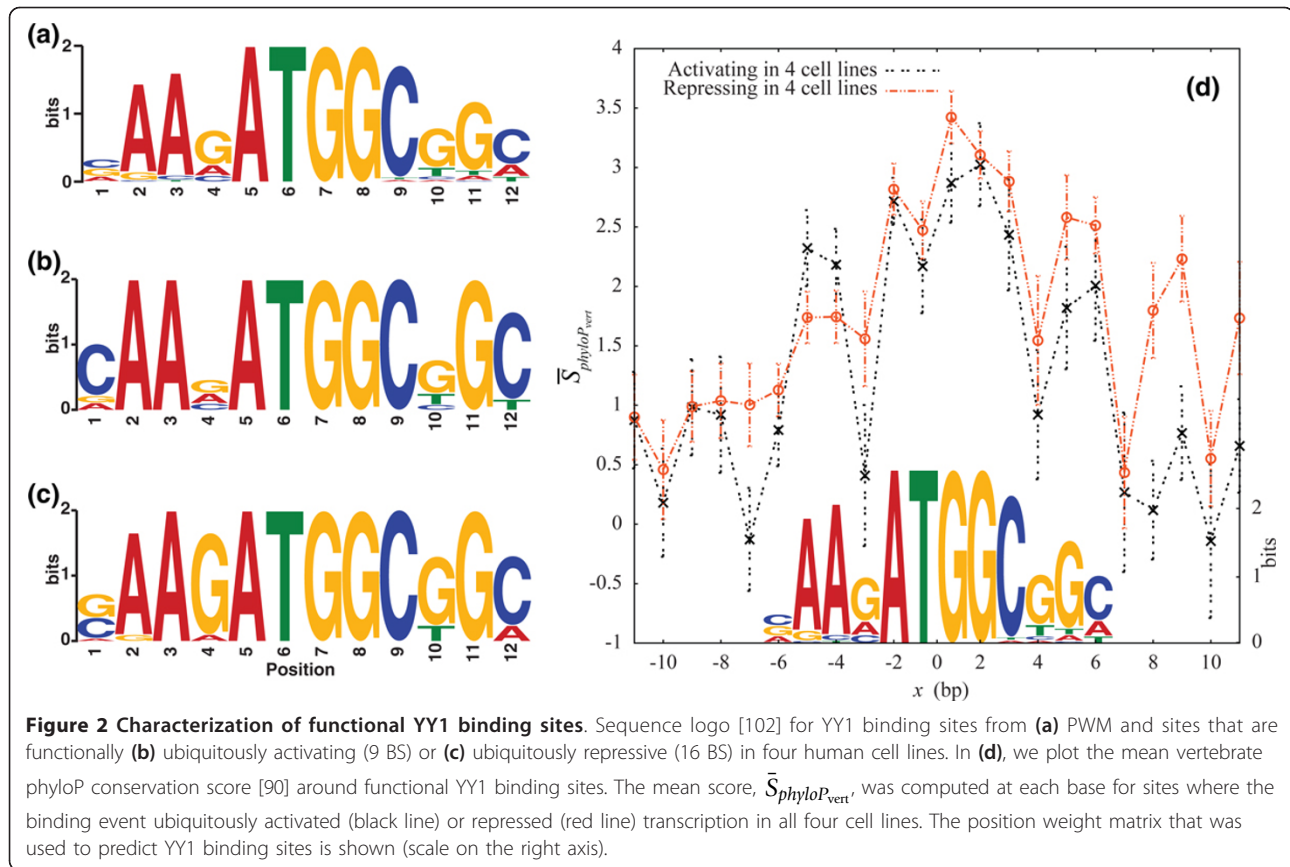 (a)
2
1
0
bits
C G A
A G
A G C
G A C
A
T
G
G
C
G T C
G T A
C A T
1 2 3 4 5 6 7 8 9 10 11 12
(b)
2
1
0
bits
C G A
A
A
G A C
A
T
G
G
C
G T C
G
C T
1 2 3 4 5 6 7 8 9 10 11 12
(c)
2
1
0
bits
G C A
A G
A
G A
A
T
G
G
C
G T
G
C A
1 2 3 4 5 6 7 8 9 10 11 12
Position
(d)
Activating in 4 cell lines
Repressing in 4 cell lines
4
3.5
3
2.5
2
1.5
1
0.5
0
-0.5
-1
S̅phyloPvert
C G A
A G
A C
G A C
A
T
G
G
C
G T C
G T A
C A T
2
1
0
bits
-10 -8 -6 -4 -2 0 2 4 6 8 10
x (bp)
Figure 2 Characterization of functional YY1 binding sites. Sequence logo [102] for YY1 binding sites from (a) PWM and sites that are
functionally (b) ubiquitously activating (9 BS) or (c) ubiquitously repressive (16 BS) in four human cell lines. In (d), we plot the mean vertebrate
phyloP conservation score [90] around functional YY1 binding sites. The mean score, S̅phyloPvert, was computed at each base for sites where the
binding event ubiquitously activated (black line) or repressed (red line) transcription in all four cell lines. The position weight matrix that was
used to predict YY1 binding sites is shown (scale on the right axis).